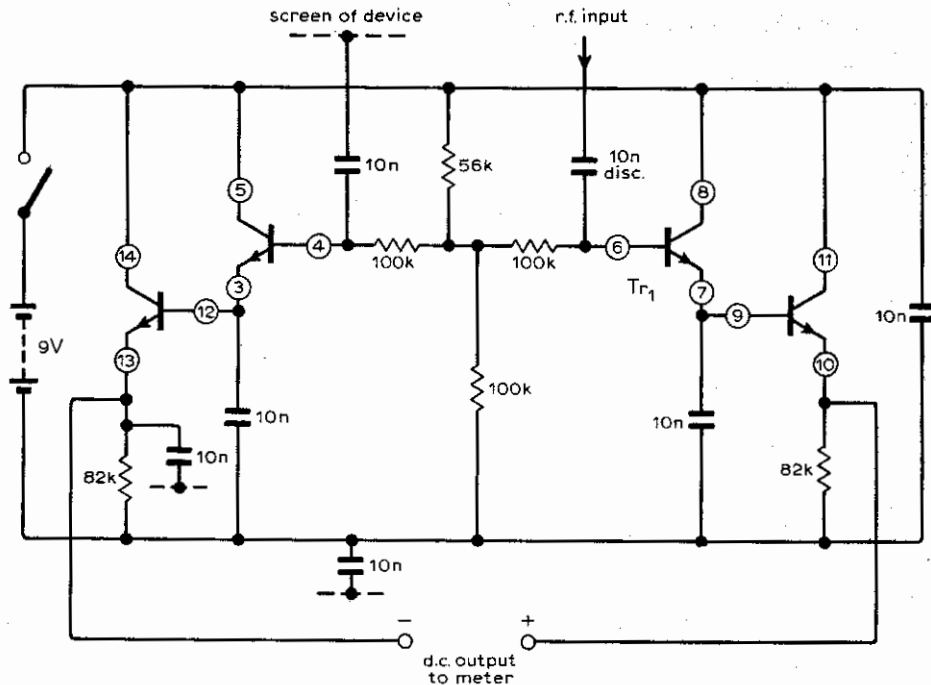 screen of device
r.f. input
10n
56k
10n
disc.
5
8
14
4
100k
100k
6
11
3
Tr1
7
12
9
10n
9V
13
10
10n
100k
10n
82k
10n
82k
10n
−
+
d.c. output
to meter